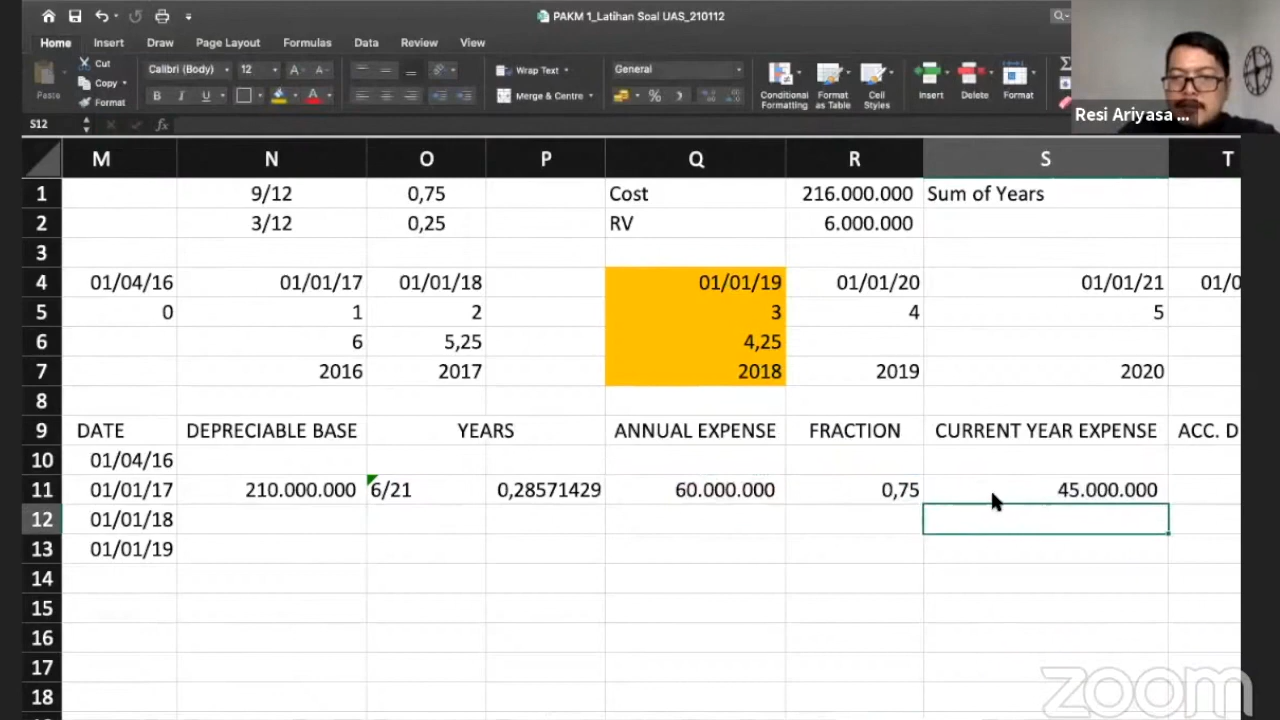 PAKM 1_Latihan Soal UAS_210112
Home Insert Draw Page Layout Formulas Data Review View
Paste Cut Copy Format
Calibri (Body) 12 A A
B I U A
Wrap Text
Merge & Centre
General
%
Conditional Formatting
Format as Table
Cell Styles
Insert Delete Format
Resi Ariyasa ...
S12 fx
M N O P Q R S T
1 9/12 0,75 Cost 216.000.000 Sum of Years
2 3/12 0,25 RV 6.000.000
3
4 01/04/16 01/01/17 01/01/18 01/01/19 01/01/20 01/01/21 01/0
5 0 1 2 3 4 5
6 6 5,25 4,25
7 2016 2017 2018 2019 2020
8
9 DATE DEPRECIABLE BASE YEARS ANNUAL EXPENSE FRACTION CURRENT YEAR EXPENSE ACC. D
10 01/04/16
11 01/01/17 210.000.000 6/21 0,28571429 60.000.000 0,75 45.000.000
12 01/01/18
13 01/01/19
14
15
16
17
18
zoom